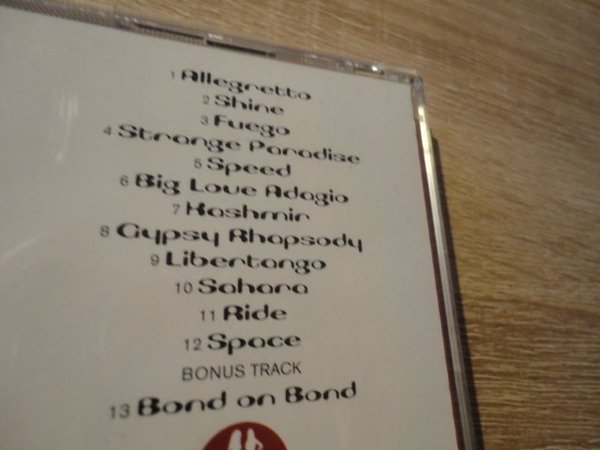 1 Allegretto
2 Shine
3 Fuego
4 Strange Paradise
5 Speed
6 Big Love Adagio
7 Kashmir
8 Gypsy Rhapsody
9 Libertango
10 Sahara
11 Ride
12 Space
BONUS TRACK
13 Bond on Bond